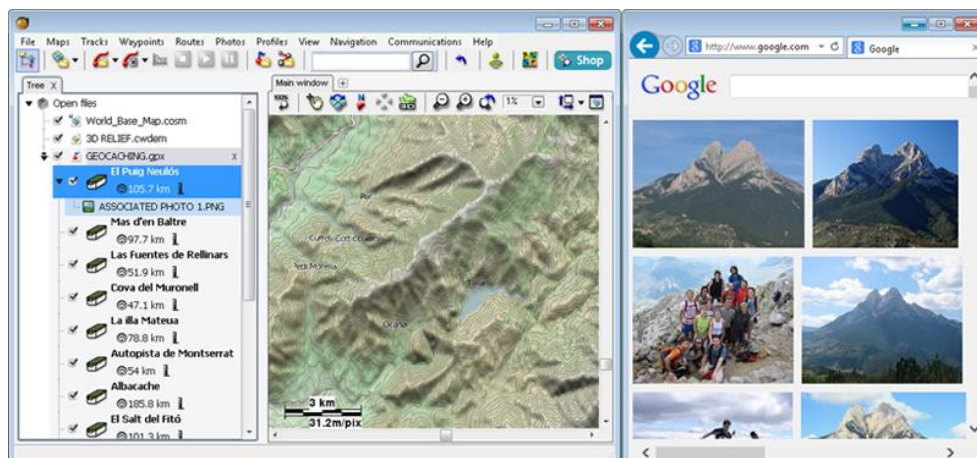 File Maps Tracks Waypoints Routes Photos Profiles View Navigation Communications Help
Shop
Tree X
Open files
World_Base_Map.cosm
3D RELIEF.cwdem
GEOCACHING.gpx x
El Puig Neulós
105.7 km
ASSOCIATED PHOTO 1.PNG
Mas d'en Baltre
97.7 km
Las Fuentes de Rellinars
51.9 km
Cova del Muronell
47.1 km
La illa Mateua
78.8 km
Autopista de Montserrat
54 km
Albacache
185.8 km
El Salt del Fitó
101.3 km
Main window
100%
1%
3 km
31.2m/pix
http://www.google.com
Google
Google